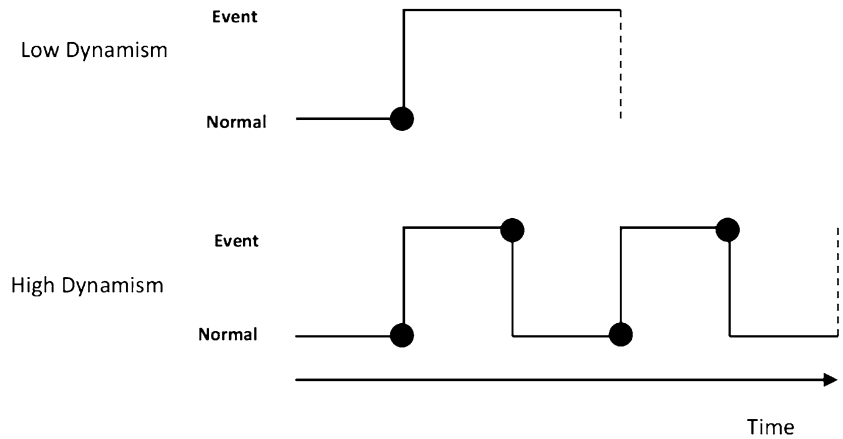 Event
Low Dynamism
Normal
Event
High Dynamism
Normal
Time